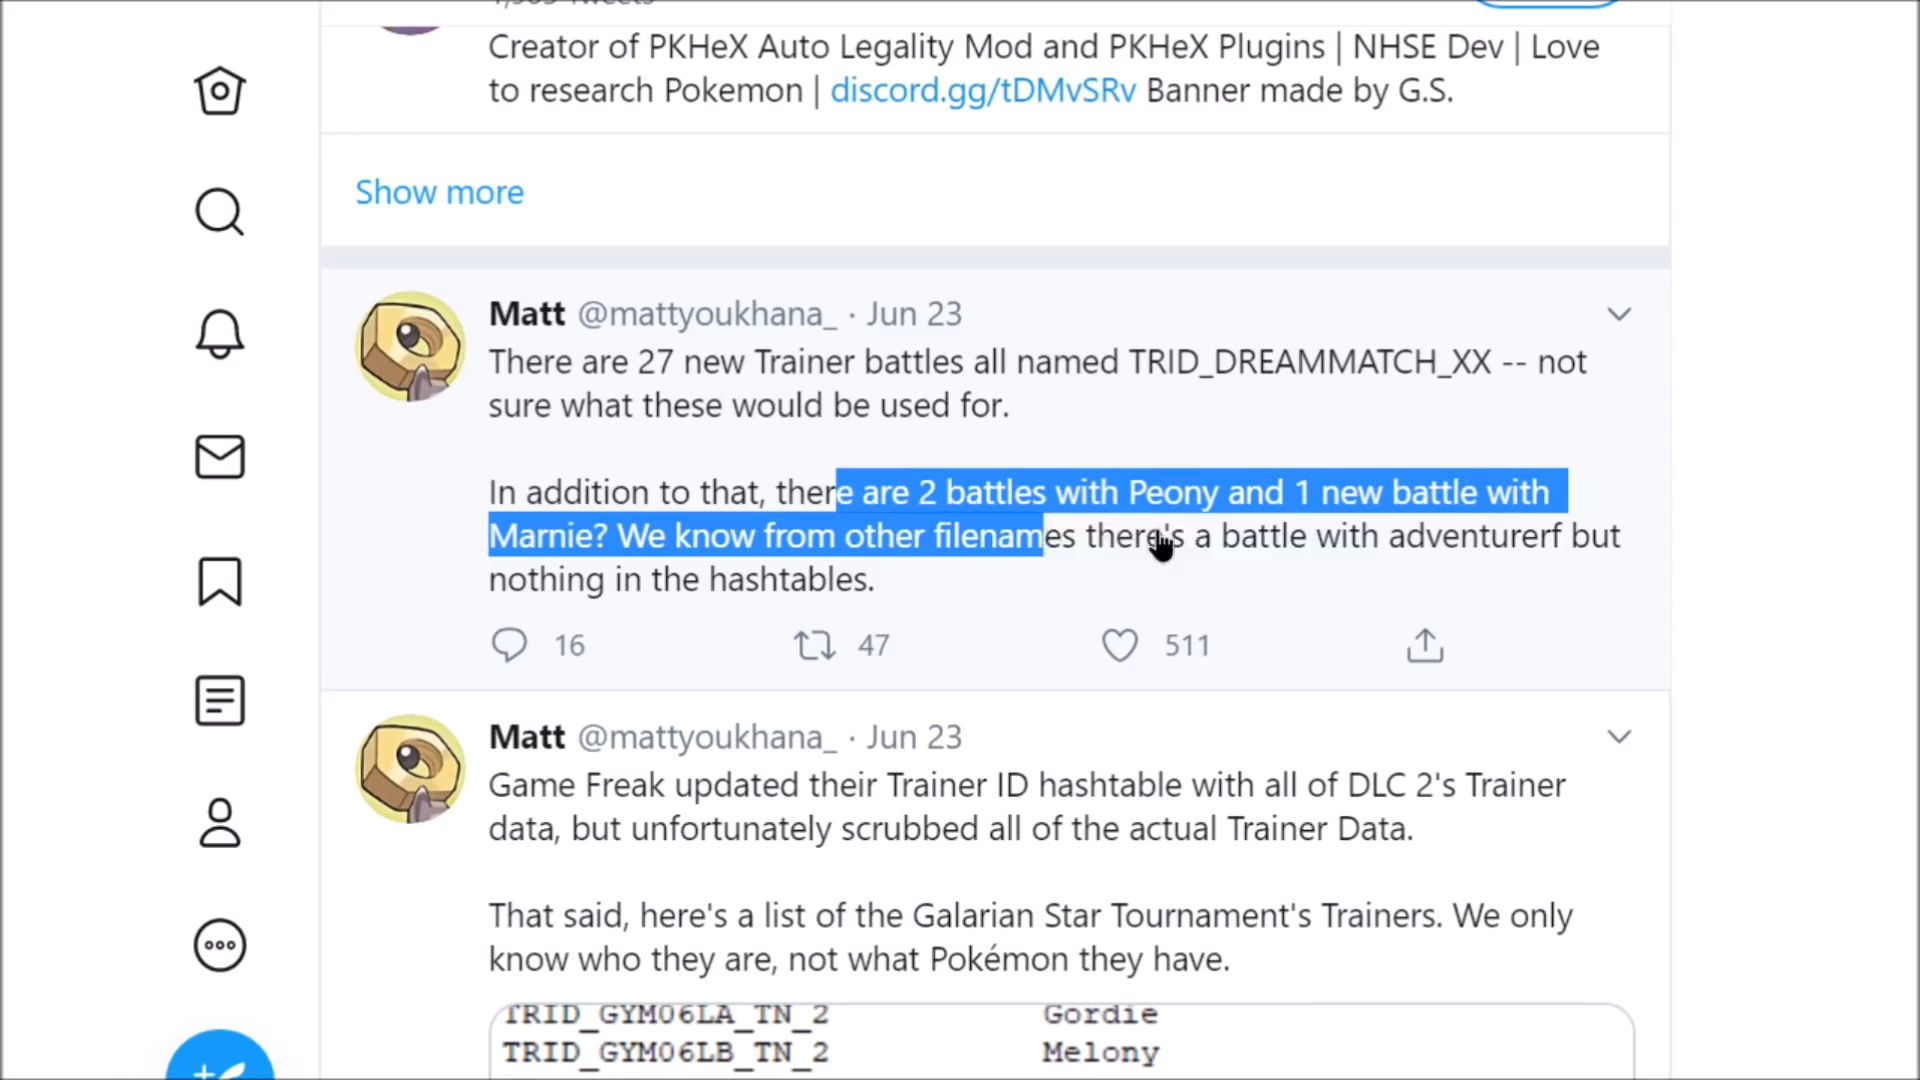 Creator of PKHeX Auto Legality Mod and PKHeX Plugins | NHSE Dev | Love
to research Pokemon | discord.gg/tDMvSRv Banner made by G.S.
Show more
Matt @mattyoukhana_ · Jun 23
There are 27 new Trainer battles all named TRID_DREAMMATCH_XX -- not
sure what these would be used for.
In addition to that, there are 2 battles with Peony and 1 new battle with
Marnie? We know from other filenames there's a battle with adventurerf but
nothing in the hashtables.
16 47 511
Matt @mattyoukhana_ · Jun 23
Game Freak updated their Trainer ID hashtable with all of DLC 2's Trainer
data, but unfortunately scrubbed all of the actual Trainer Data.
That said, here's a list of the Galarian Star Tournament's Trainers. We only
know who they are, not what Pokémon they have.
TRID_GYM06LA_TN_2 Gordie
TRID_GYM06LB_TN_2 Melony